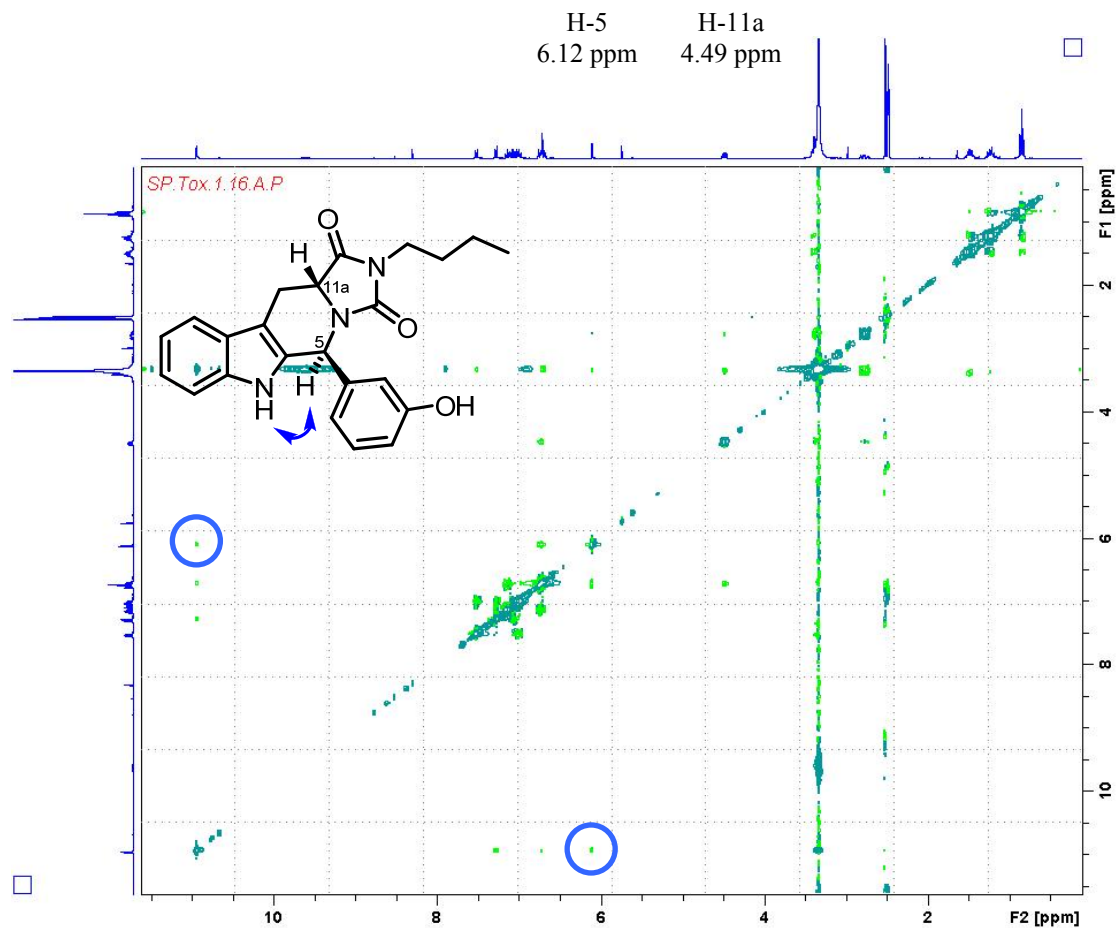 H-5 H-11a
6.12 ppm 4.49 ppm
SP.Tox.1.16.A.P
O
H
N
11a
N
O
5
H
N
H
OH
F1 [ppm]
2
4
6
8
10
10 8 6 4 2 F2 [ppm]